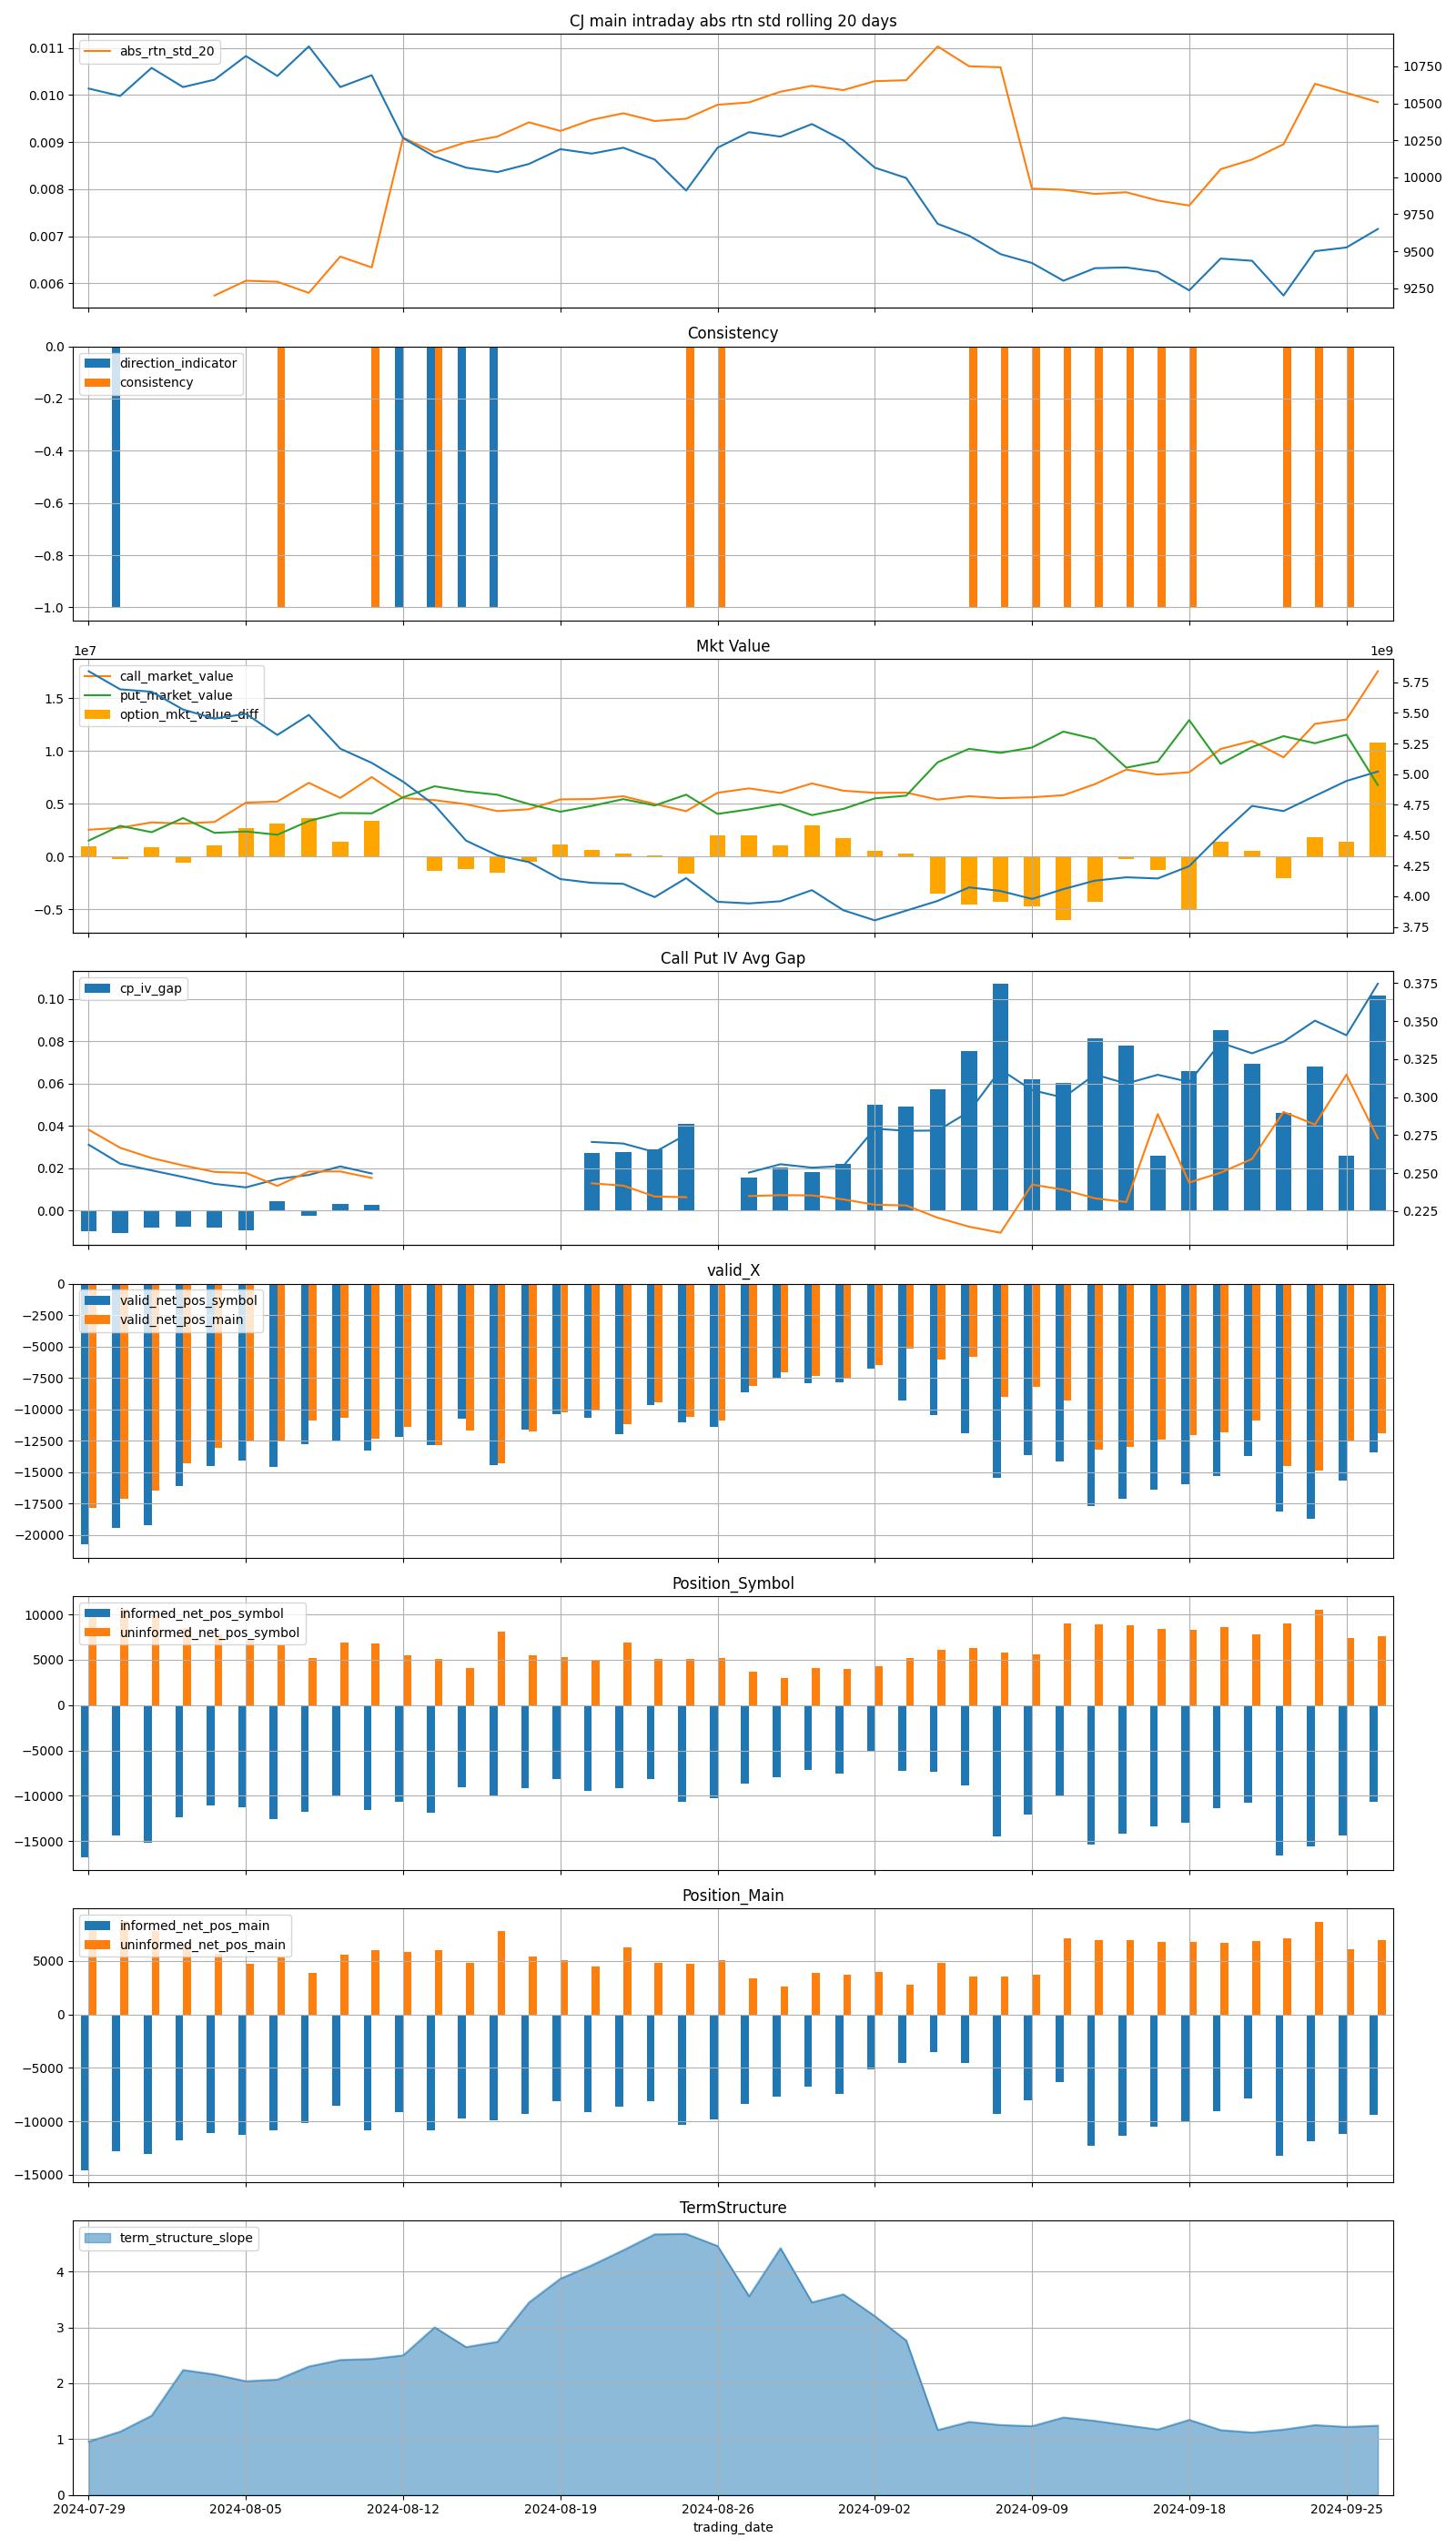 CJ main intraday abs rtn std rolling 20 days
abs_rtn_std_20
0.011
0.010
0.009
0.008
0.007
0.006
10750
10500
10250
10000
9750
9500
9250
Consistency
direction_indicator
consistency
0.0
−0.2
−0.4
−0.6
−0.8
−1.0
Mkt Value
1e7
1e9
call_market_value
put_market_value
option_mkt_value_diff
1.5
1.0
0.5
0.0
−0.5
5.75
5.50
5.25
5.00
4.75
4.50
4.25
4.00
3.75
Call Put IV Avg Gap
cp_iv_gap
0.10
0.08
0.06
0.04
0.02
0.00
0.375
0.350
0.325
0.300
0.275
0.250
0.225
valid_X
valid_net_pos_symbol
valid_net_pos_main
0
−2500
−5000
−7500
−10000
−12500
−15000
−17500
−20000
Position_Symbol
informed_net_pos_symbol
uninformed_net_pos_symbol
10000
5000
0
−5000
−10000
−15000
Position_Main
informed_net_pos_main
uninformed_net_pos_main
5000
0
−5000
−10000
−15000
TermStructure
term_structure_slope
4
3
2
1
0
2024-07-29 2024-08-05 2024-08-12 2024-08-19 2024-08-26 2024-09-02 2024-09-09 2024-09-18 2024-09-25
trading_date